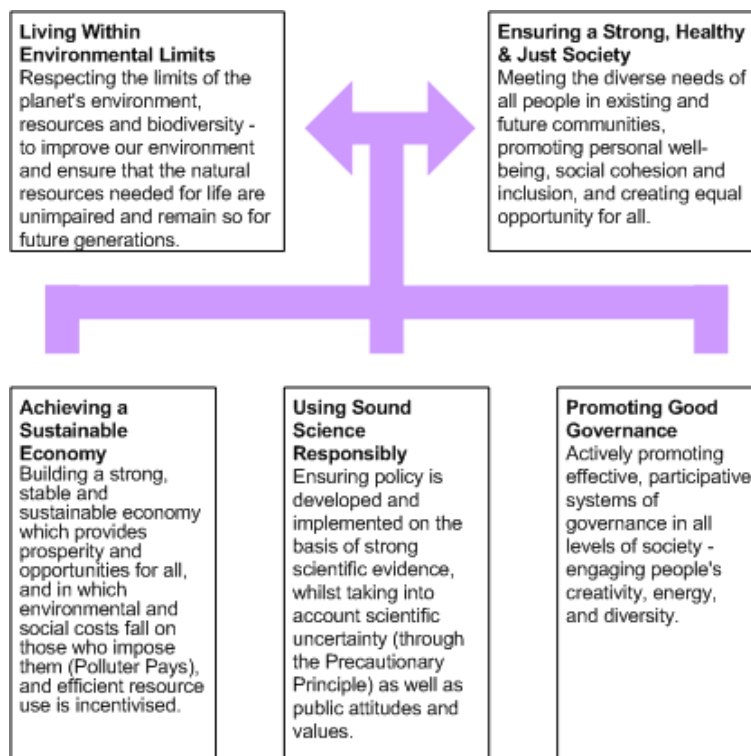 Living Within
Environmental Limits
Respecting the limits of the
planet's environment,
resources and biodiversity -
to improve our environment
and ensure that the natural
resources needed for life are
unimpaired and remain so for
future generations.
Ensuring a Strong, Healthy
& Just Society
Meeting the diverse needs of
all people in existing and
future communities,
promoting personal well-
being, social cohesion and
inclusion, and creating equal
opportunity for all.
Achieving a
Sustainable
Economy
Building a strong,
stable and
sustainable economy
which provides
prosperity and
opportunities for all,
and in which
environmental and
social costs fall on
those who impose
them (Polluter Pays),
and efficient resource
use is incentivised.
Using Sound
Science
Responsibly
Ensuring policy is
developed and
implemented on the
basis of strong
scientific evidence,
whilst taking into
account scientific
uncertainty (through
the Precautionary
Principle) as well as
public attitudes and
values.
Promoting Good
Governance
Actively promoting
effective, participative
systems of
governance in all
levels of society -
engaging people's
creativity, energy,
and diversity.